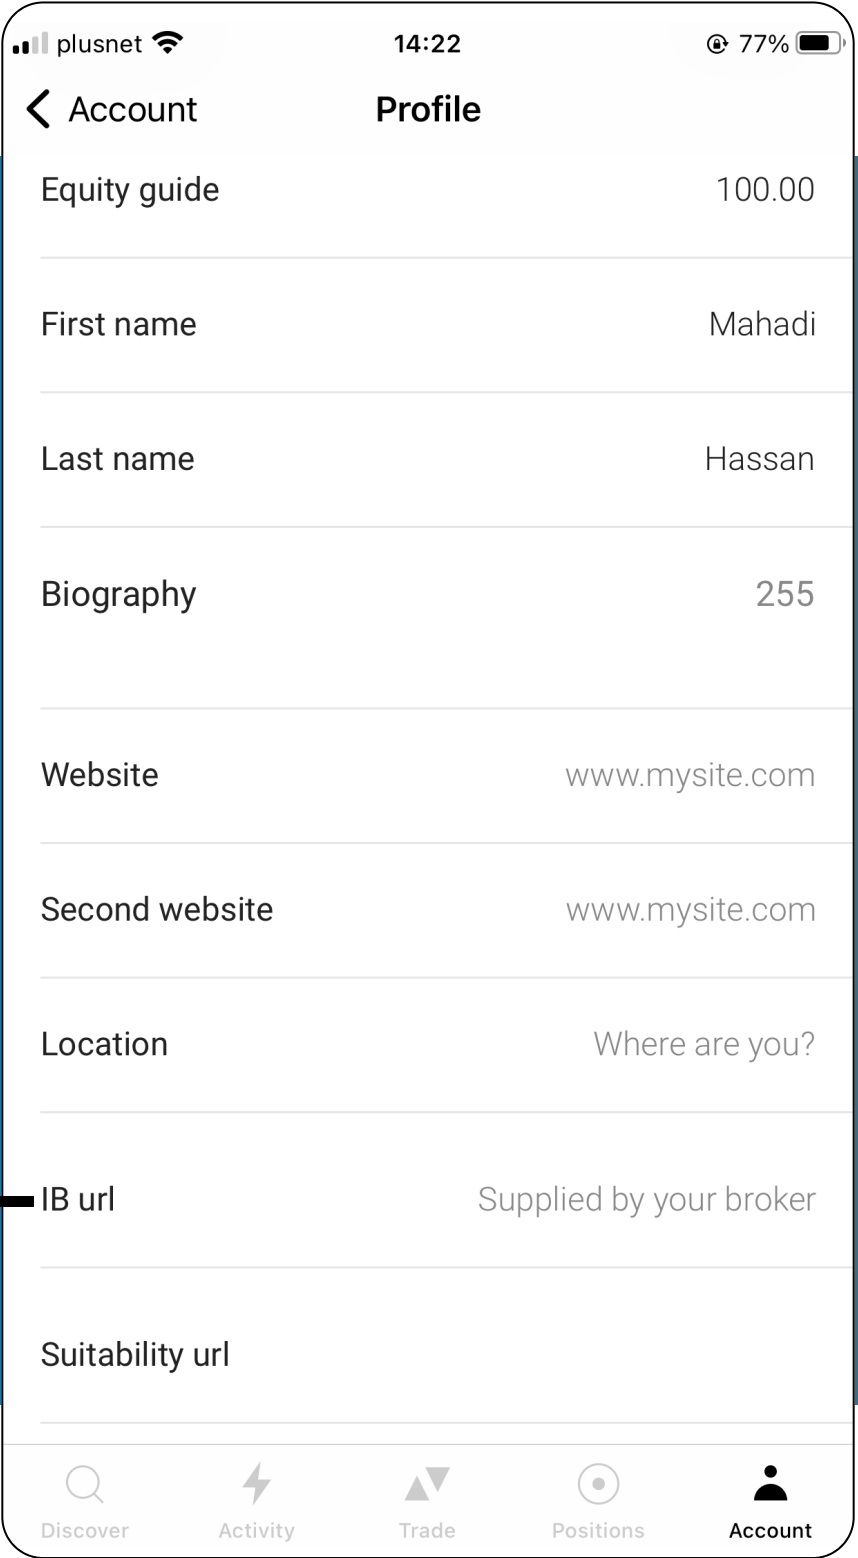 plusnet 14:22 77%
Account Profile
Equity guide 100.00
First name Mahadi
Last name Hassan
Biography 255
Website www.mysite.com
Second website www.mysite.com
Location Where are you?
IB url Supplied by your broker
Suitability url
Discover Activity Trade Positions Account